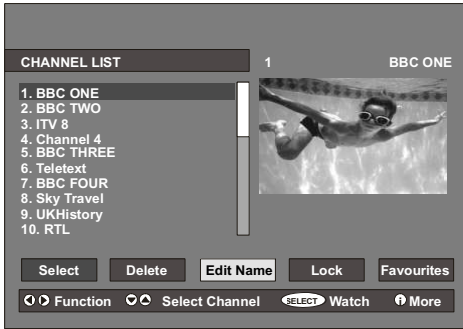 CHANNEL LIST
1 BBC ONE
1. BBC ONE
2. BBC TWO
3. ITV 8
4. Channel 4
5. BBC THREE
6. Teletext
7. BBC FOUR
8. Sky Travel
9. UKHistory
10. RTL
Select Delete Edit Name Lock Favourites
Function Select Channel SELECT Watch i More